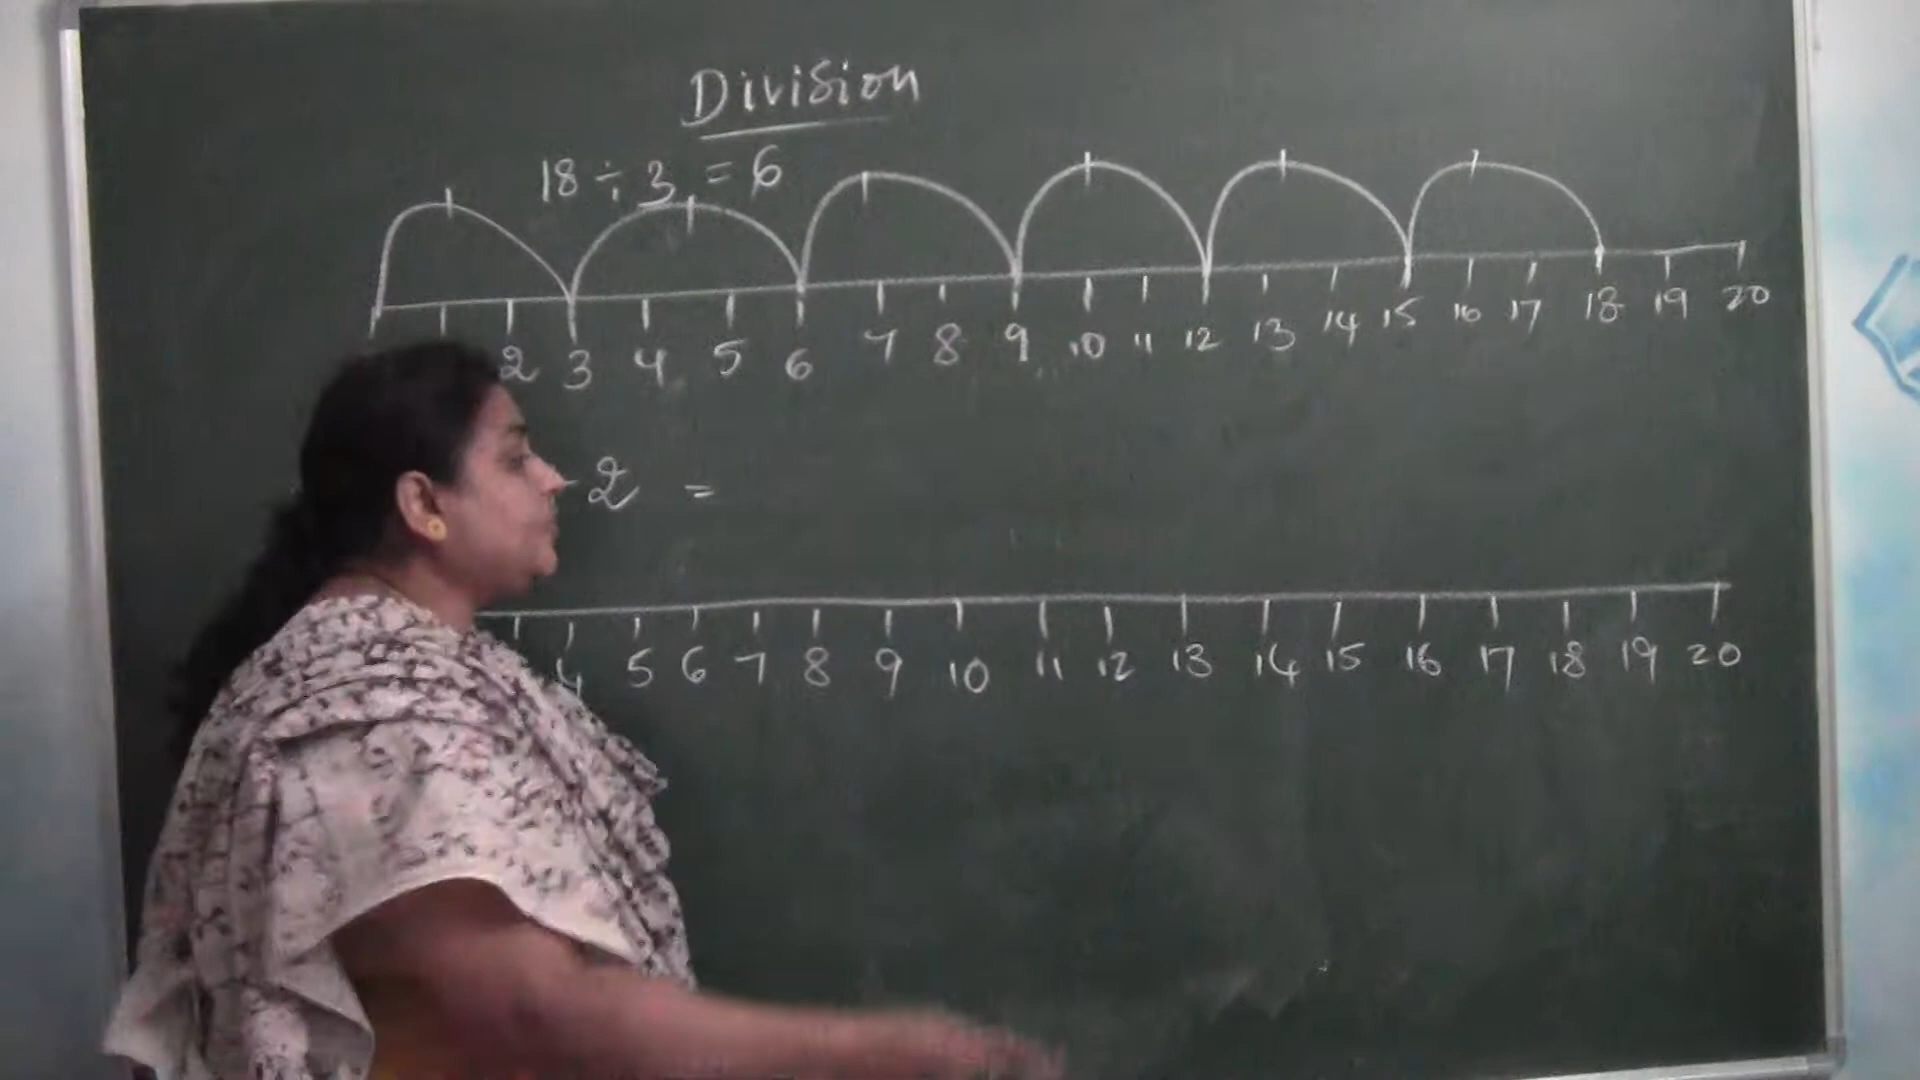 Division
18 ÷ 3 = 6
2 3 4 5 6 7 8 9 10 11 12 13 14 15 16 17 18 19 20
2 =
4 5 6 7 8 9 10 11 12 13 14 15 16 17 18 19 20